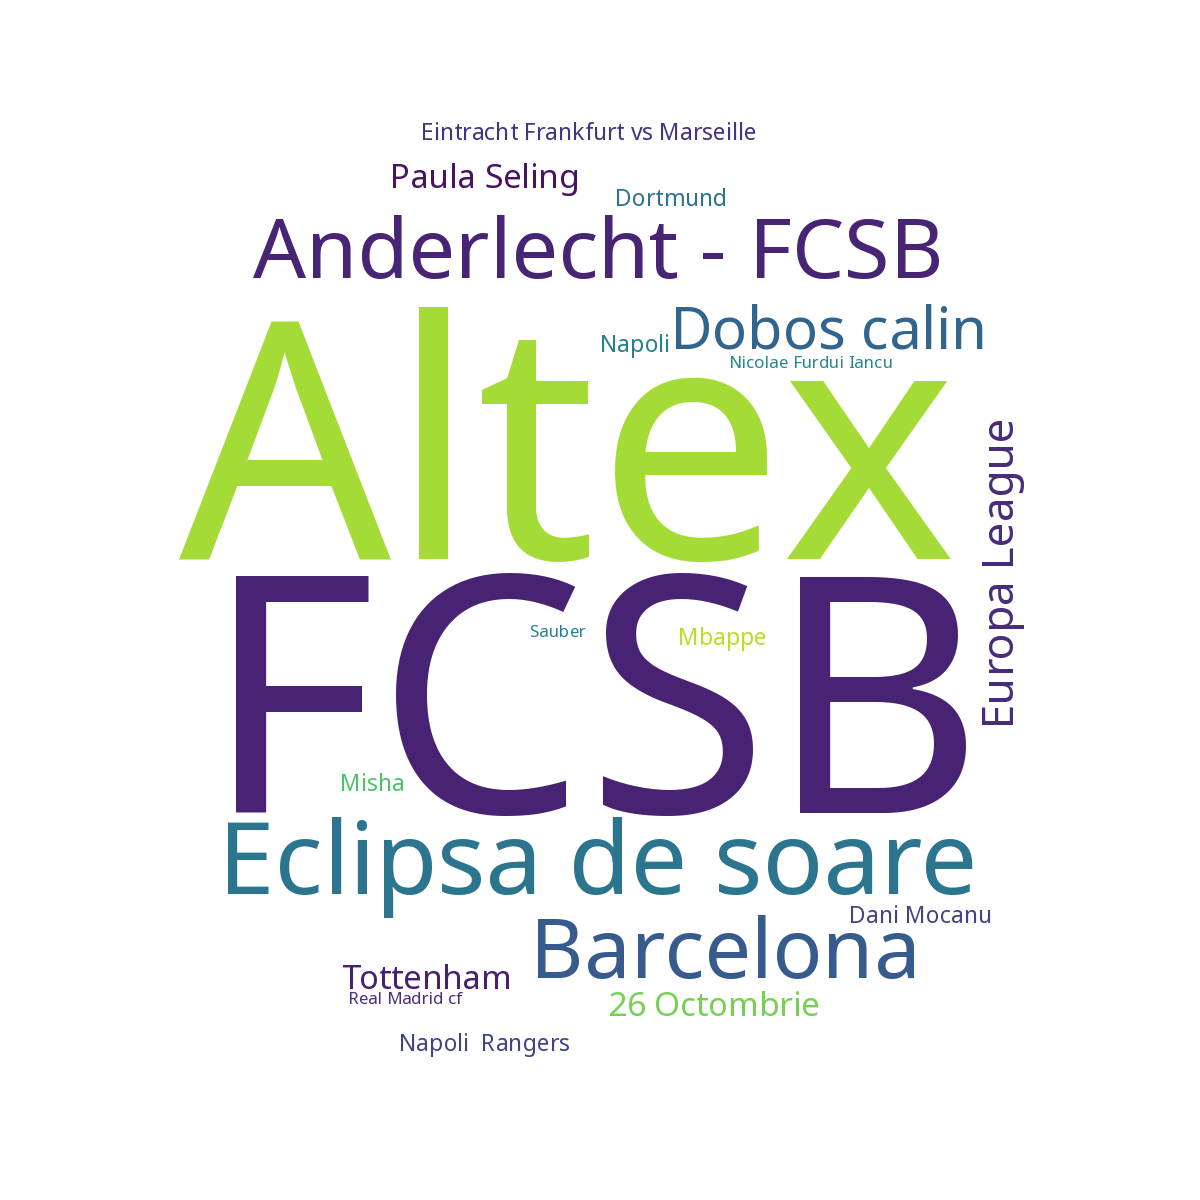 Eintracht Frankfurt vs Marseille
Paula Seling
Dortmund
Anderlecht - FCSB
Dobos calin
Napoli
Nicolae Furdui Iancu
Altex
Europa League
FCSB
Sauber
Mbappe
Misha
Eclipsa de soare
Dani Mocanu
Barcelona
Tottenham
Real Madrid cf
26 Octombrie
Napoli  Rangers